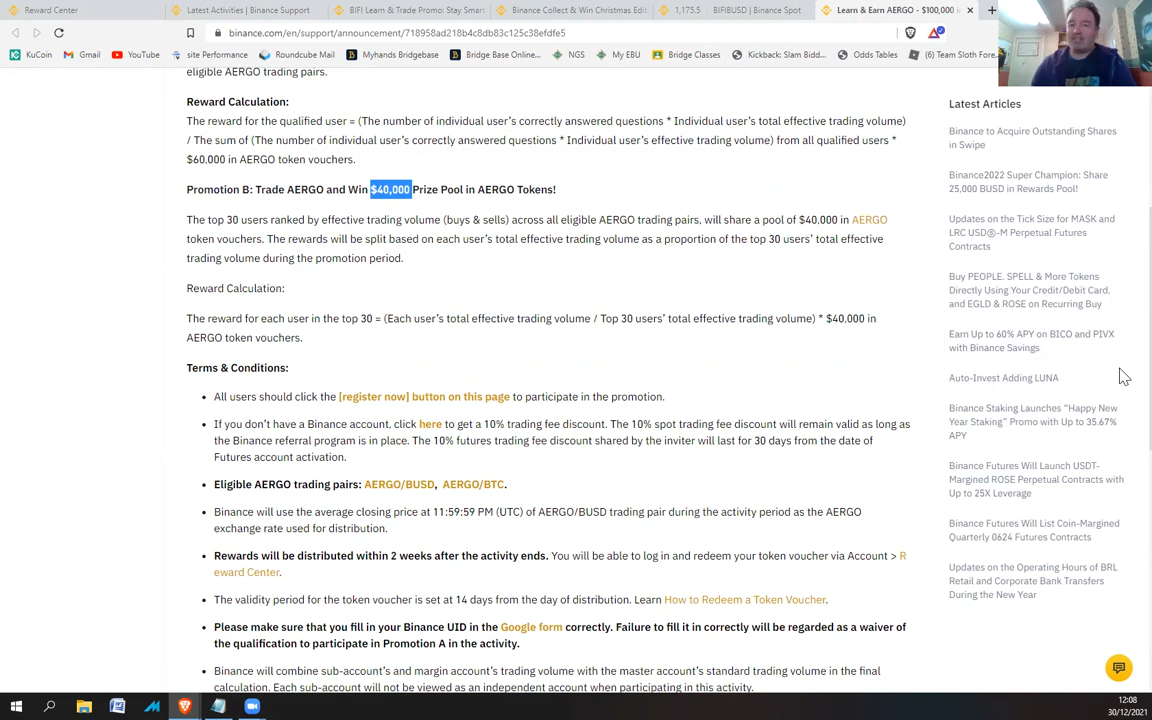 Reward Center
Latest Activities | Binance Support
BIFI Learn & Trade Promo: Stay Smart
Binance Collect & Win Christmas Edit
1,175.5
BIFIBUSD | Binance Spot
Learn & Earn AERGO - $100,000 i
binance.com/en/support/announcement/718958ad218b4c8db83c125c38efdfe5
KuCoin
Gmail
YouTube
site Performance
Roundcube Mail
Myhands Bridgebase
Bridge Base Online...
NGS
My EBU
Bridge Classes
Kickback: Slam Bidd...
Odds Tables
(6) Team Sloth Fore
eligible AERGO trading pairs.
Reward Calculation:
The reward for the qualified user = (The number of individual user's correctly answered questions * Individual user's total effective trading volume)
/ The sum of (The number of individual user's correctly answered questions * Individual user's effective trading volume) from all qualified users *
$60.000 in AERGO token vouchers.
Promotion B: Trade AERGO and Win $40,000 Prize Pool in AERGO Tokens!
The top 30 users ranked by effective trading volume (buys & sells) across all eligible AERGO trading pairs, will share a pool of $40,000 in AERGO
token vouchers. The rewards will be split based on each user's total effective trading volume as a proportion of the top 30 users' total effective
trading volume during the promotion period.
Reward Calculation:
The reward for each user in the top 30 = (Each user's total effective trading volume / Top 30 users' total effective trading volume) * $40,000 in
AERGO token vouchers.
Terms & Conditions:
All users should click the [register now] button on this page to participate in the promotion.
If you don't have a Binance account, click here to get a 10% trading fee discount. The 10% spot trading fee discount will remain valid as long as
the Binance referral program is in place. The 10% futures trading fee discount shared by the inviter will last for 30 days from the date of
Futures account activation.
Eligible AERGO trading pairs: AERGO/BUSD, AERGO/BTC.
Binance will use the average closing price at 11:59:59 PM (UTC) of AERGO/BUSD trading pair during the activity period as the AERGO
exchange rate used for distribution.
Rewards will be distributed within 2 weeks after the activity ends. You will be able to log in and redeem your token voucher via Account > R
eward Center.
The validity period for the token voucher is set at 14 days from the day of distribution. Learn How to Redeem a Token Voucher.
Please make sure that you fill in your Binance UID in the Google form correctly. Failure to fill it in correctly will be regarded as a waiver of
the qualification to participate in Promotion A in the activity.
Binance will combine sub-account's and margin account's trading volume with the master account's standard trading volume in the final
calculation. Each sub-account will not be viewed as an independent account when participating in this activity.
Latest Articles
Binance to Acquire Outstanding Shares
in Swipe
Binance2022 Super Champion: Share
25,000 BUSD in Rewards Pool!
Updates on the Tick Size for MASK and
LRC USDⓈ-M Perpetual Futures
Contracts
Buy PEOPLE, SPELL & More Tokens
Directly Using Your Credit/Debit Card,
and EGLD & ROSE on Recurring Buy
Earn Up to 60% APY on BICO and PIVX
with Binance Savings
Auto-Invest Adding LUNA
Binance Staking Launches “Happy New
Year Staking” Promo with Up to 35.67%
APY
Binance Futures Will Launch USDT-
Margined ROSE Perpetual Contracts with
Up to 25X Leverage
Binance Futures Will List Coin-Margined
Quarterly 0624 Futures Contracts
Updates on the Operating Hours of BRL
Retail and Corporate Bank Transfers
During the New Year
12:08
30/12/2021